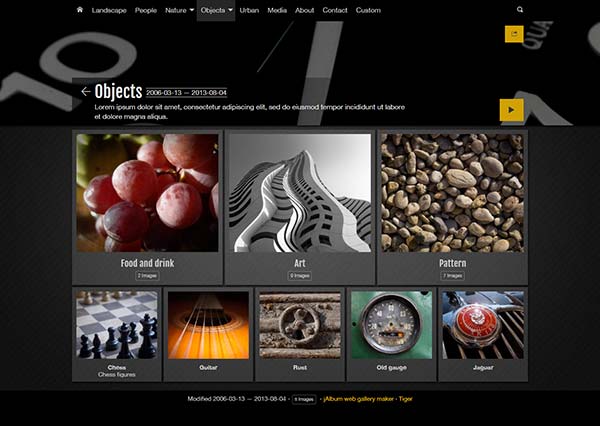 Landscape People Nature Objects Urban Media About Contact Custom
10
QUA
1
Objects 2006-03-13 — 2013-08-04
Lorem ipsum dolor sit amet, consectetur adipiscing elit, sed do eiusmod tempor incididunt ut labore
et dolore magna aliqua.
Food and drink
2 Images
Art
Pattern
7 Images
Chess
Chess figures
Guitar
Rust
Old gauge
Jaguar
Modified 2006-03-13 — 2013-08-04 · Images · jAlbum web gallery maker · Tiger